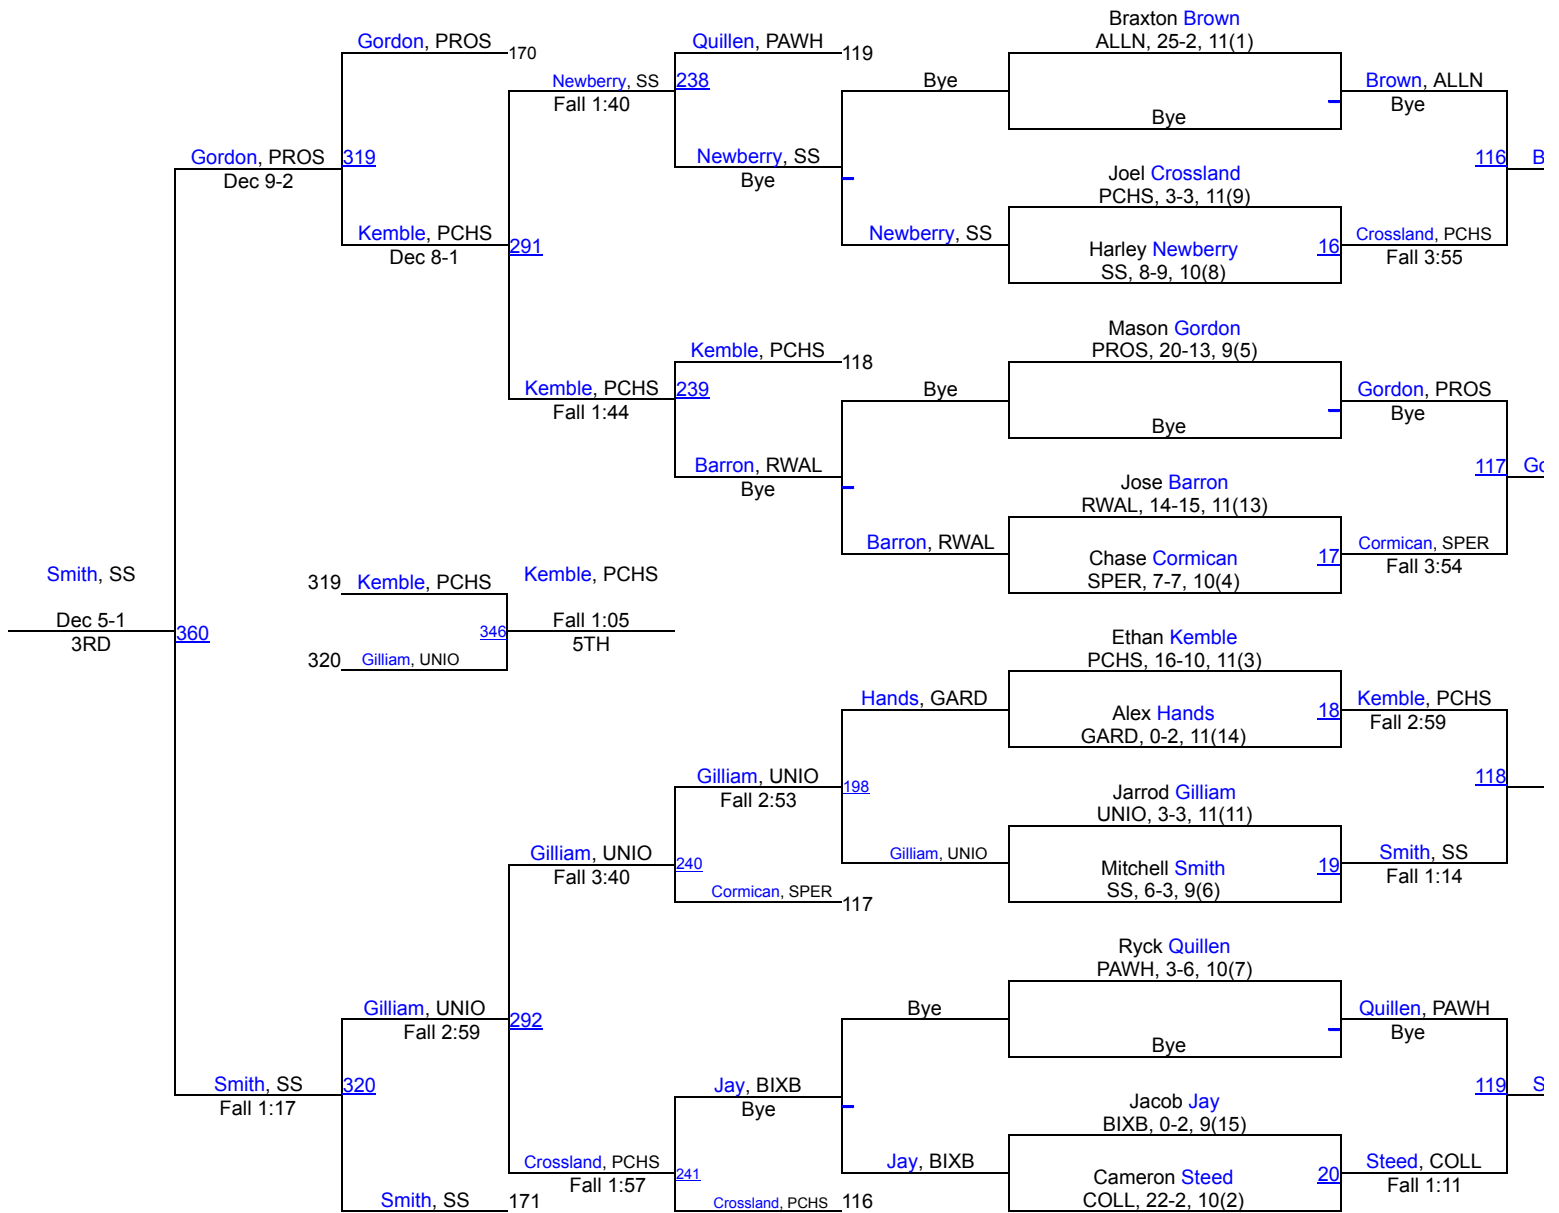 Braxton Brown
Gordon, PROS
Quillen, PAWH
ALLN, 25-2, 11(1)
170
119
Newberry, SS
238
Bye
Brown, ALLN
Fall 1:40
Bye
Bye
Gordon, PROS
319
Newberry, SS
116
B
Dec 9-2
Bye
Joel Crossland
PCHS, 3-3, 11(9)
Kemble, PCHS
291
Newberry, SS
Harley Newberry
16
Crossland, PCHS
Dec 8-1
SS, 8-9, 10(8)
Fall 3:55
Mason Gordon
Kemble, PCHS
118
PROS, 20-13, 9(5)
Kemble, PCHS
239
Bye
Gordon, PROS
Fall 1:44
Bye
Bye
Barron, RWAL
117
Go
Bye
Jose Barron
RWAL, 14-15, 11(13)
Barron, RWAL
Chase Cormican
17
Cormican, SPER
SPER, 7-7, 10(4)
Fall 3:54
Smith, SS
319
Kemble, PCHS
Kemble, PCHS
Dec 5-1
360
346
Fall 1:05
3RD
5TH
320
Gilliam, UNIO
Ethan Kemble
PCHS, 16-10, 11(3)
Hands, GARD
Alex Hands
18
Kemble, PCHS
GARD, 0-2, 11(14)
Fall 2:59
Gilliam, UNIO
198
118
Fall 2:53
Jarrod Gilliam
UNIO, 3-3, 11(11)
Gilliam, UNIO
240
Gilliam, UNIO
Mitchell Smith
19
Smith, SS
Fall 3:40
SS, 6-3, 9(6)
Fall 1:14
Cormican, SPER
117
Ryck Quillen
PAWH, 3-6, 10(7)
Gilliam, UNIO
292
Bye
Quillen, PAWH
Fall 2:59
Bye
Bye
Smith, SS
320
Jay, BIXB
119
S
Fall 1:17
Bye
Jacob Jay
BIXB, 0-2, 9(15)
Crossland, PCHS
241
Jay, BIXB
Cameron Steed
20
Steed, COLL
Fall 1:57
COLL, 22-2, 10(2)
Fall 1:11
Smith, SS
171
Crossland, PCHS
116